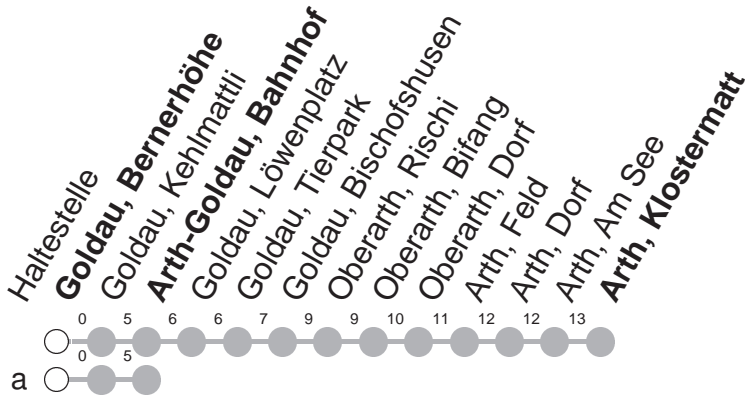 Haltestelle
Goldau, Bernerhöhe
Goldau, Kehlmattli
Arth-Goldau, Bahnhof
Goldau, Löwenplatz
Goldau, Tierpark
Goldau, Bischofshusen
Oberarth, Rischi
Oberarth, Bifang
Oberarth, Dorf
Arth, Feld
Arth, Dorf
Arth, Am See
Arth, Klostermatt
0 5 6 6 7 9 9 10 11 12 12 13
0 5
a